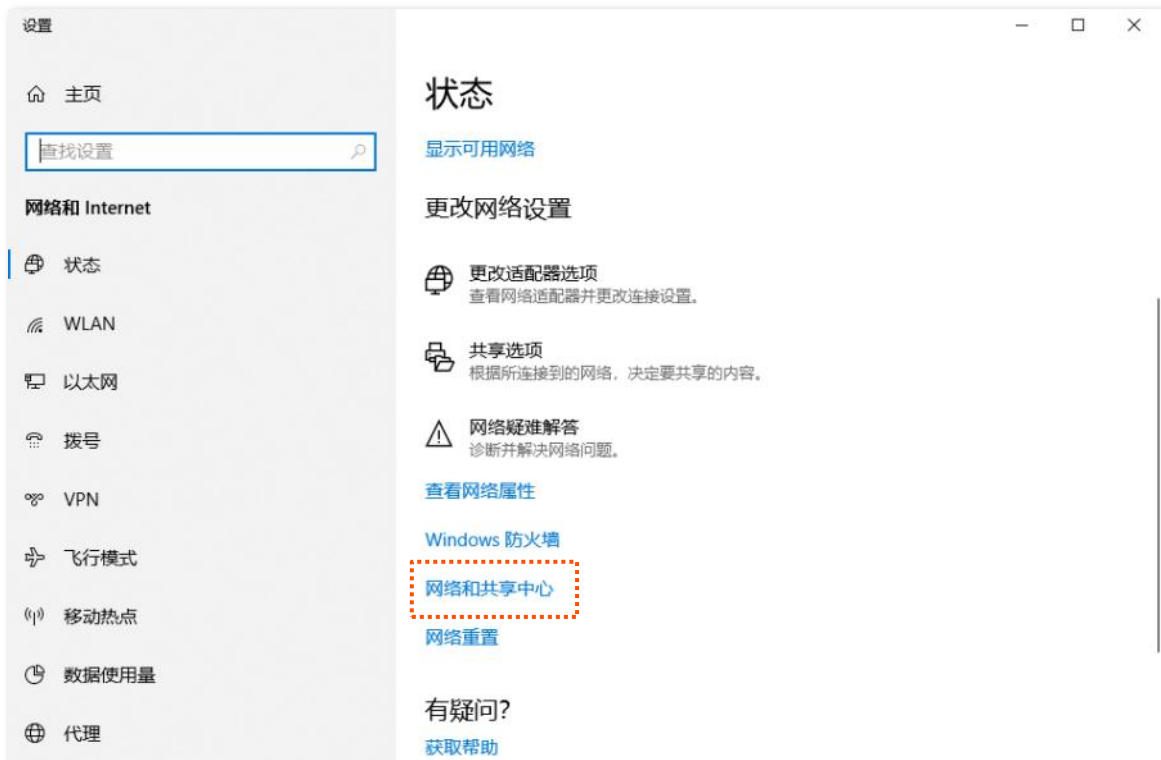 设置
主页
查找设置
网络和 Internet
状态
WLAN
以太网
拨号
VPN
飞行模式
移动热点
数据使用量
代理
状态
显示可用网络
更改网络设置
更改适配器选项
查看网络适配器并更改连接设置。
共享选项
根据所连接到的网络，决定要共享的内容。
网络疑难解答
诊断并解决网络问题。
查看网络属性
Windows 防火墙
网络和共享中心
网络重置
有疑问?
获取帮助